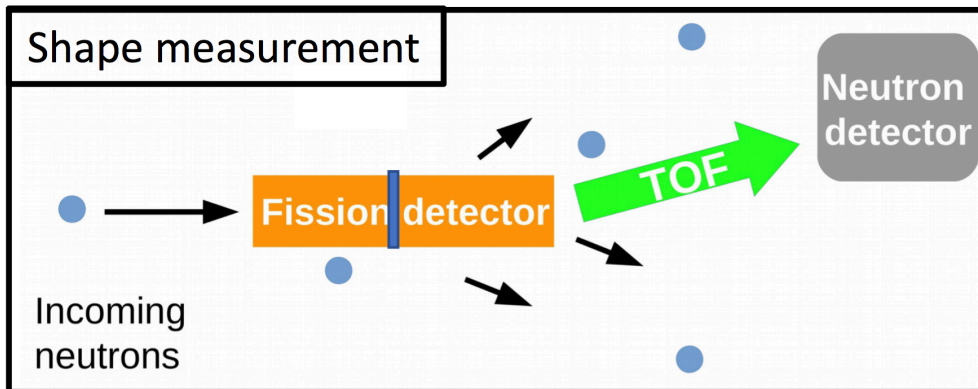 Shape measurement
Neutron
detector
TOF
Fission detector
Incoming
neutrons